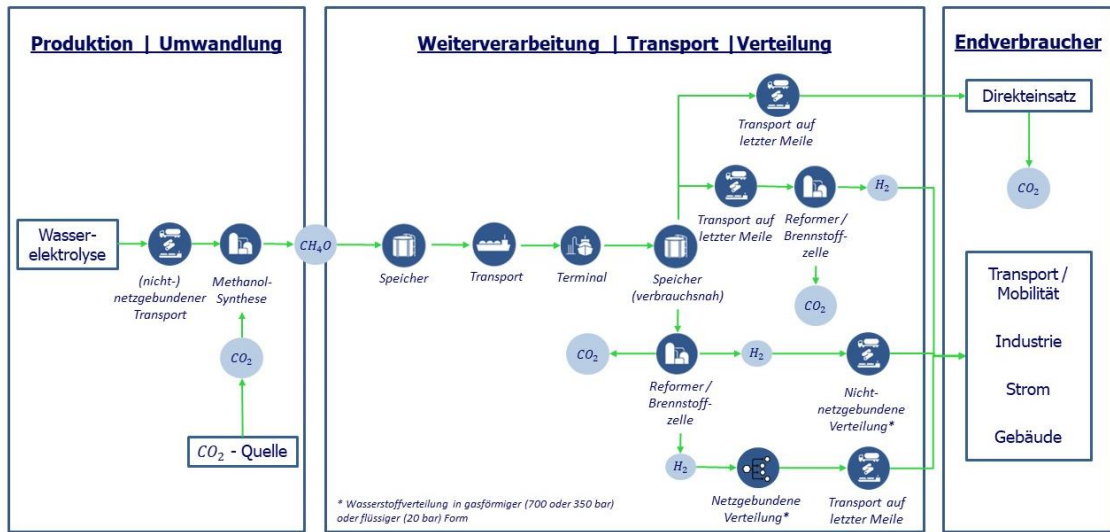 Produktion | Umwandlung
Wasser-
elektrolyse
(nicht-)
netzgebundener
Transport
Methanol-
Synthese
CO₂
CO₂ - Quelle
CH₄O
Weiterverarbeitung | Transport |Verteilung
Speicher
Transport
Terminal
Speicher
(verbrauchsnah)
Transport auf
letzter Meile
Transport auf
letzter Meile
Reformer /
Brennstoff-
zelle
H₂
CO₂
CO₂
Reformer /
Brennstoff-
zelle
H₂
Nicht-
netzgebundene
Verteilung*
H₂
Netzgebundene
Verteilung*
Transport auf
letzter Meile
* Wasserstoffverteilung in gasförmiger (700 oder 350 bar)
oder flüssiger (20 bar) Form
Endverbraucher
Direkteinsatz
CO₂
Transport /
Mobilität
Industrie
Strom
Gebäude